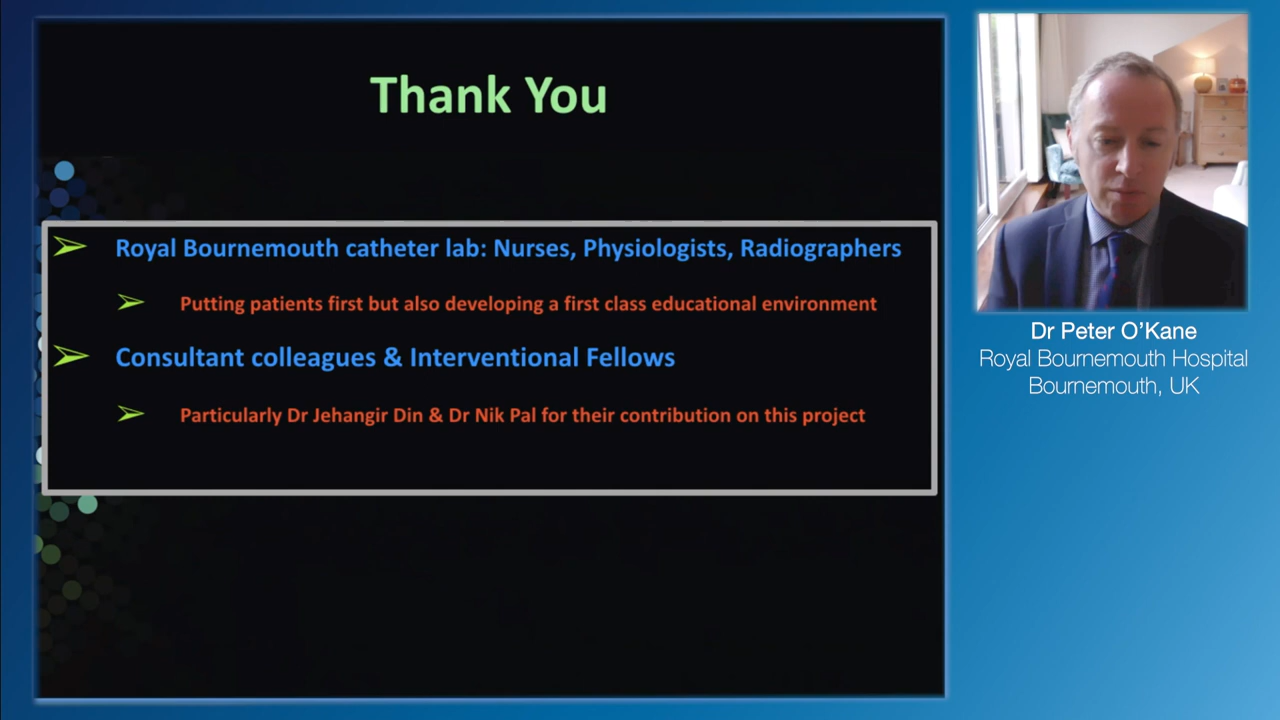 Thank You
Royal Bournemouth catheter lab: Nurses, Physiologists, Radiographers
Putting patients first but also developing a first class educational environment
Consultant colleagues & Interventional Fellows
Particularly Dr Jehangir Din & Dr Nik Pal for their contribution on this project
Dr Peter O’Kane
Royal Bournemouth Hospital
Bournemouth, UK